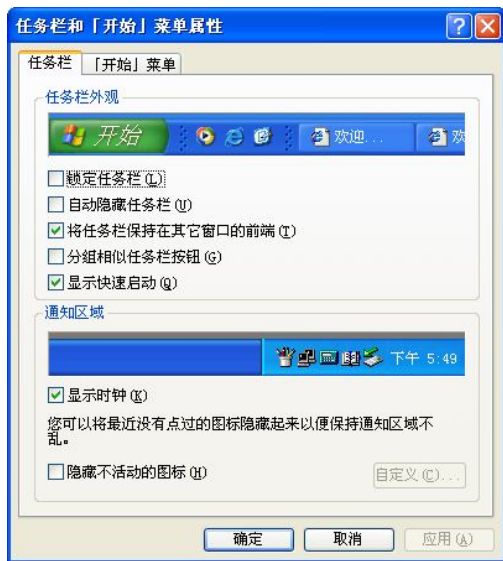 任务栏和「开始」菜单属性
任务栏 「开始」菜单
任务栏外观
开始 欢迎... 欢
锁定任务栏(L)
自动隐藏任务栏(U)
将任务栏保持在其它窗口的前端(T)
分组相似任务栏按钮(G)
显示快速启动(Q)
通知区域
下午 5:49
显示时钟(K)
您可以将最近没有点过的图标隐藏起来以便保持通知区域不
乱。
隐藏不活动的图标(H) 自定义(C)...
确定 取消 应用(A)